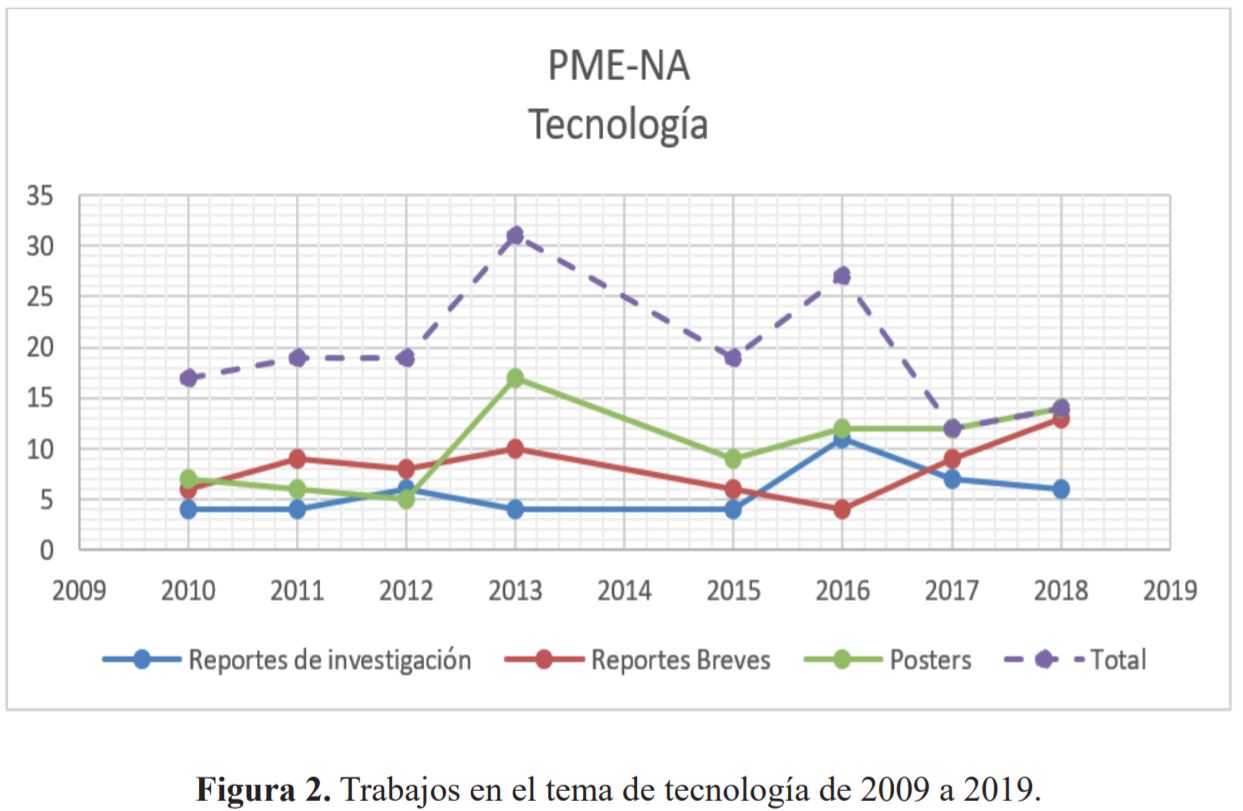 PME-NA
Tecnología
35
30
25
20
15
10
5
0
2009 2010 2011 2012 2013 2014 2015 2016 2017 2018 2019
Reportes de investigación Reportes Breves Posters Total
Figura 2. Trabajos en el tema de tecnología de 2009 a 2019.